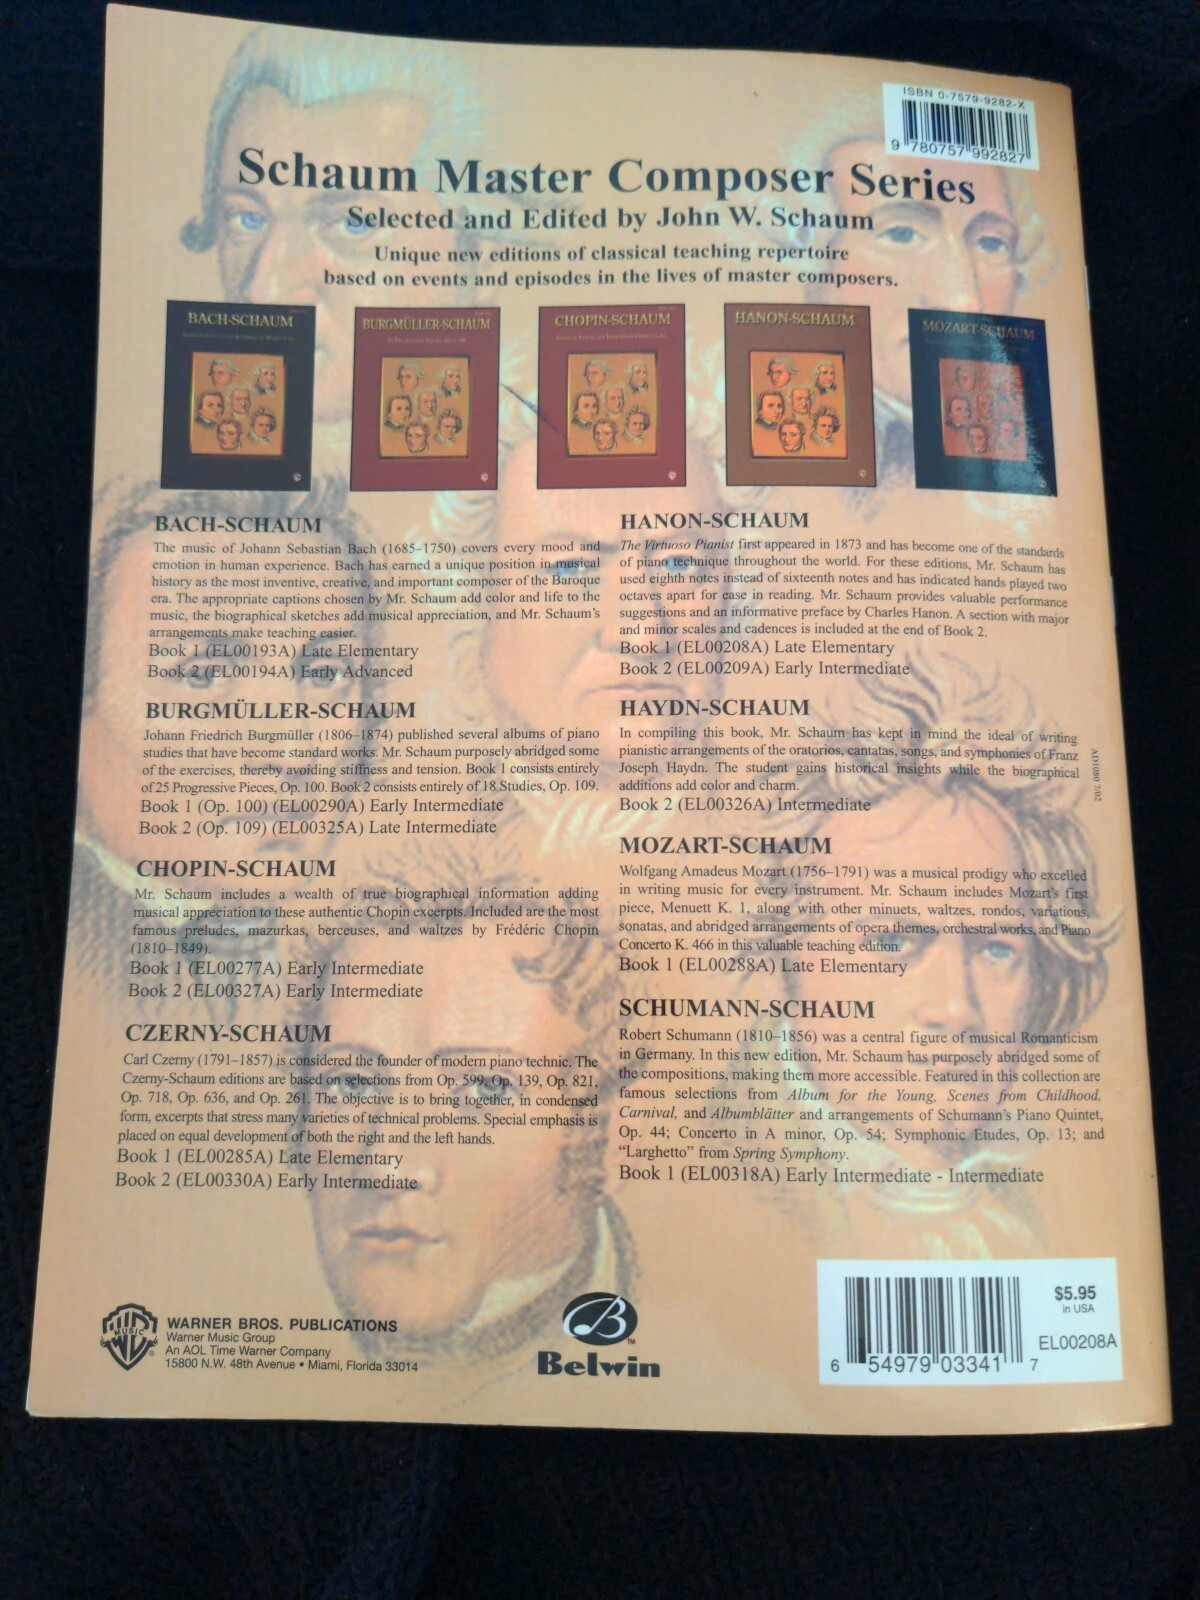 ISBN 0-7579-9282-X
9 780757 992827
Schaum Master Composer Series
Selected and Edited by John W. Schaum
Unique new editions of classical teaching repertoire
based on events and episodes in the lives of master composers.
BACH-SCHAUM
BURGMÜLLER-SCHAUM
CHOPIN-SCHAUM
HANON-SCHAUM
MOZART-SCHAUM
BACH-SCHAUM
The music of Johann Sebastian Bach (1685–1750) covers every mood and
emotion in human experience. Bach has earned a unique position in musical
history as the most inventive, creative, and important composer of the Baroque
era. The appropriate captions chosen by Mr. Schaum add color and life to the
music, the biographical sketches add musical appreciation, and Mr. Schaum's
arrangements make teaching easier.
Book 1 (EL00193A) Late Elementary
Book 2 (EL00194A) Early Advanced
BURGMÜLLER-SCHAUM
Johann Friedrich Burgmüller (1806–1874) published several albums of piano
studies that have become standard works. Mr. Schaum purposely abridged some
of the exercises, thereby avoiding stiffness and tension. Book 1 consists entirely
of 25 Progressive Pieces, Op. 100. Book 2 consists entirely of 18 Studies, Op. 109.
Book 1 (Op. 100) (EL00290A) Early Intermediate
Book 2 (Op. 109) (EL00325A) Late Intermediate
CHOPIN-SCHAUM
Mr. Schaum includes a wealth of true biographical information adding
musical appreciation to these authentic Chopin excerpts. Included are the most
famous preludes, mazurkas, berceuses, and waltzes by Frédéric Chopin
(1810–1849).
Book 1 (EL00277A) Early Intermediate
Book 2 (EL00327A) Early Intermediate
CZERNY-SCHAUM
Carl Czerny (1791–1857) is considered the founder of modern piano technic. The
Czerny-Schaum editions are based on selections from Op. 599, Op. 139, Op. 821,
Op. 718, Op. 636, and Op. 261. The objective is to bring together, in condensed
form, excerpts that stress many varieties of technical problems. Special emphasis is
placed on equal development of both the right and the left hands.
Book 1 (EL00285A) Late Elementary
Book 2 (EL00330A) Early Intermediate
HANON-SCHAUM
The Virtuoso Pianist first appeared in 1873 and has become one of the standards
of piano technique throughout the world. For these editions, Mr. Schaum has
used eighth notes instead of sixteenth notes and has indicated hands played two
octaves apart for ease in reading. Mr. Schaum provides valuable performance
suggestions and an informative preface by Charles Hanon. A section with major
and minor scales and cadences is included at the end of Book 2.
Book 1 (EL00208A) Late Elementary
Book 2 (EL00209A) Early Intermediate
HAYDN-SCHAUM
In compiling this book, Mr. Schaum has kept in mind the ideal of writing
pianistic arrangements of the oratorios, cantatas, songs, and symphonies of Franz
Joseph Haydn. The student gains historical insights while the biographical
additions add color and charm.
Book 2 (EL00326A) Intermediate
MOZART-SCHAUM
Wolfgang Amadeus Mozart (1756–1791) was a musical prodigy who excelled
in writing music for every instrument. Mr. Schaum includes Mozart's first
piece, Menuett K. 1, along with other minuets, waltzes, rondos, variations,
sonatas, and abridged arrangements of opera themes, orchestral works, and Piano
Concerto K. 466 in this valuable teaching edition.
Book 1 (EL00288A) Late Elementary
SCHUMANN-SCHAUM
Robert Schumann (1810–1856) was a central figure of musical Romanticism
in Germany. In this new edition, Mr. Schaum has purposely abridged some of
the compositions, making them more accessible. Featured in this collection are
famous selections from Album for the Young, Scenes from Childhood,
Carnival, and Albumblätter and arrangements of Schumann's Piano Quintet,
Op. 44; Concerto in A minor, Op. 54; Symphonic Etudes, Op. 13; and
"Larghetto" from Spring Symphony.
Book 1 (EL00318A) Early Intermediate - Intermediate
AD1080 7/02
WB MUSIC
WARNER BROS. PUBLICATIONS
Warner Music Group
An AOL Time Warner Company
15800 N.W. 48th Avenue • Miami, Florida 33014
B TM
Belwin
$5.95
in USA
EL00208A
6 54979 03341 7